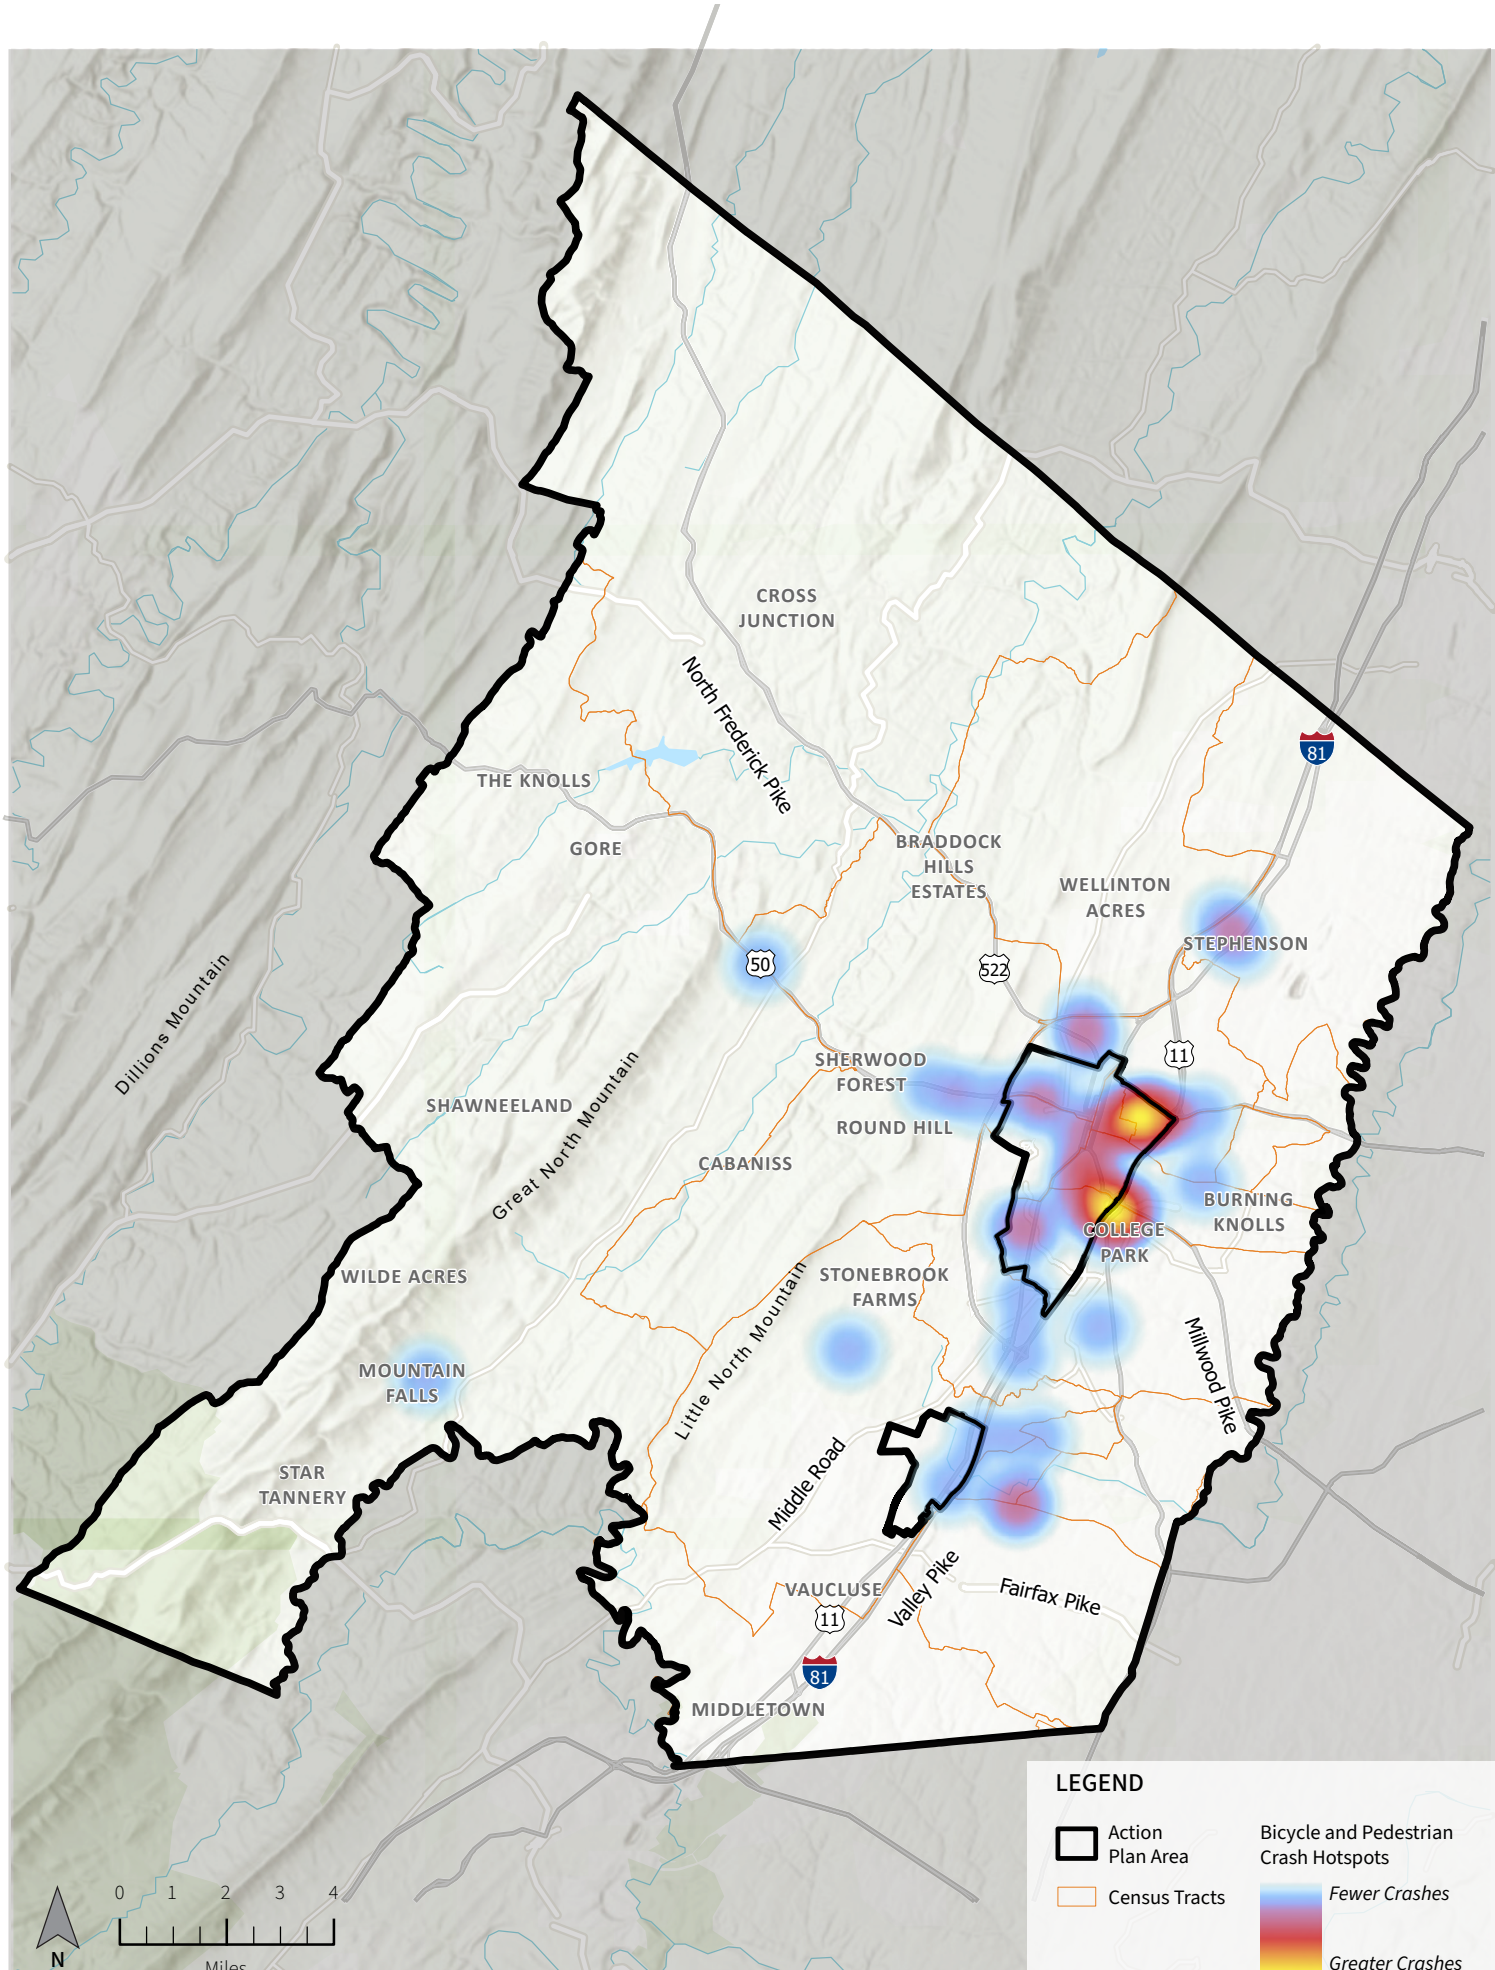 CROSS
JUNCTION
North Frederick Pike
81
THE KNOLLS
GORE
BRADDOCK
HILLS
ESTATES
WELLINTON
ACRES
STEPHENSON
50
522
Dillions Mountain
11
SHERWOOD
FOREST
SHAWNEELAND
Great North Mountain
ROUND HILL
CABANISS
BURNING
KNOLLS
COLLEGE
PARK
WILDE ACRES
STONEBROOK
FARMS
Little North Mountain
Millwood Pike
MOUNTAIN
FALLS
STAR
TANNERY
Middle Road
VAUCLUSE
11
Valley Pike
Fairfax Pike
81
MIDDLETOWN
LEGEND
Action
Plan Area
Census Tracts
Bicycle and Pedestrian
Crash Hotspots
Fewer Crashes
Greater Crashes
0 1 2 3 4
Miles
N